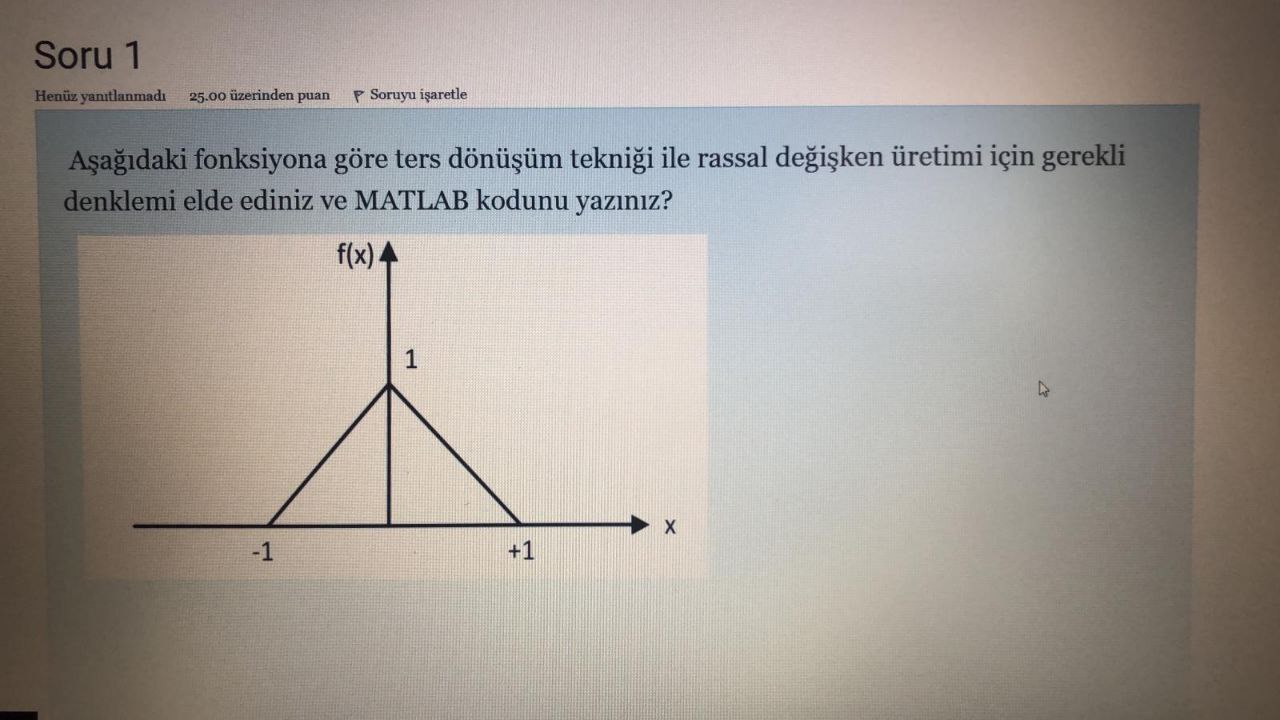 Soru 1
Henüz yanıtlanmadı 25.00 üzerinden puan Soruyu işaretle
Aşağıdaki fonksiyona göre ters dönüşüm tekniği ile rassal değişken üretimi için gerekli
denklemi elde ediniz ve MATLAB kodunu yazınız?
f(x)
1
x
-1 +1